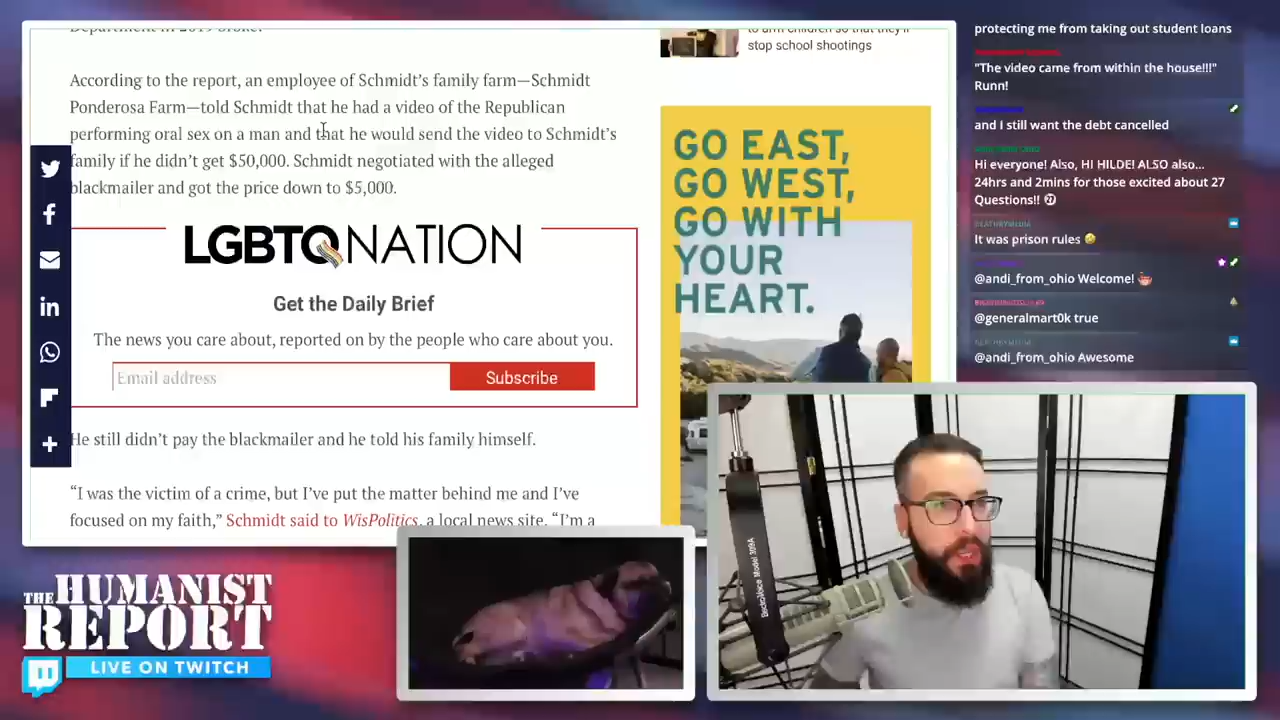 Department in 2019 broke.
According to the report, an employee of Schmidt's family farm—Schmidt
Ponderosa Farm—told Schmidt that he had a video of the Republican
performing oral sex on a man and that he would send the video to Schmidt's
family if he didn't get $50,000. Schmidt negotiated with the alleged
blackmailer and got the price down to $5,000.
LGBTQNATION
Get the Daily Brief
The news you care about, reported on by the people who care about you.
Email address
Subscribe
He still didn't pay the blackmailer and he told his family himself.
“I was the victim of a crime, but I've put the matter behind me and I've
focused on my faith,” Schmidt said to WisPolitics, a local news site. “I'm a
to arm children so that they'll
stop school shootings
GO EAST,
GO WEST,
GO WITH
YOUR
HEART.
protecting me from taking out student loans
"The video came from within the house!!!"
Runn!
and I still want the debt cancelled
Hi everyone! Also, HI HILDE! ALSO also...
24hrs and 2mins for those excited about 27
Questions!!
It was prison rules
@andi_from_ohio Welcome!
@generalmart0k true
@andi_from_ohio Awesome
THE HUMANIST
REPORT
LIVE ON TWITCH